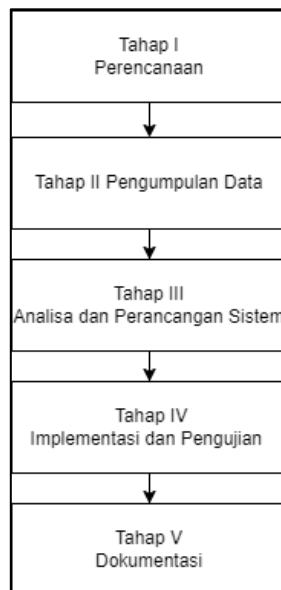 Tahap I
Perencanaan
Tahap II Pengumpulan Data
Tahap III
Analisa dan Perancangan Sistem
Tahap IV
Implementasi dan Pengujian
Tahap V
Dokumentasi